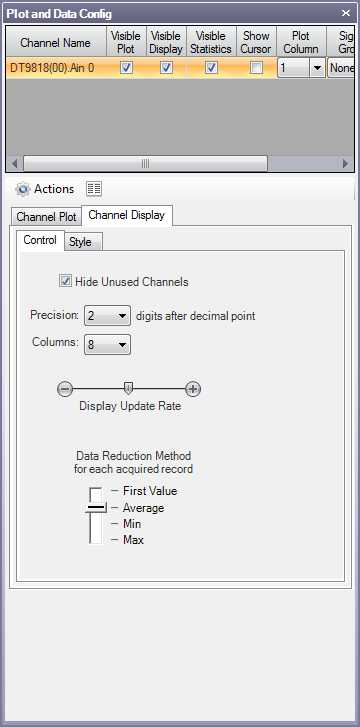 Plot and Data Config
Channel Name Visible Plot Visible Display Visible Statistics Show Cursor Plot Column Sig Gro
DT9818(00).Ain 0 1 None
Actions
Channel Plot Channel Display
Control Style
Hide Unused Channels
Precision: 2 digits after decimal point
Columns: 8
Display Update Rate
Data Reduction Method
for each acquired record
First Value
Average
Min
Max